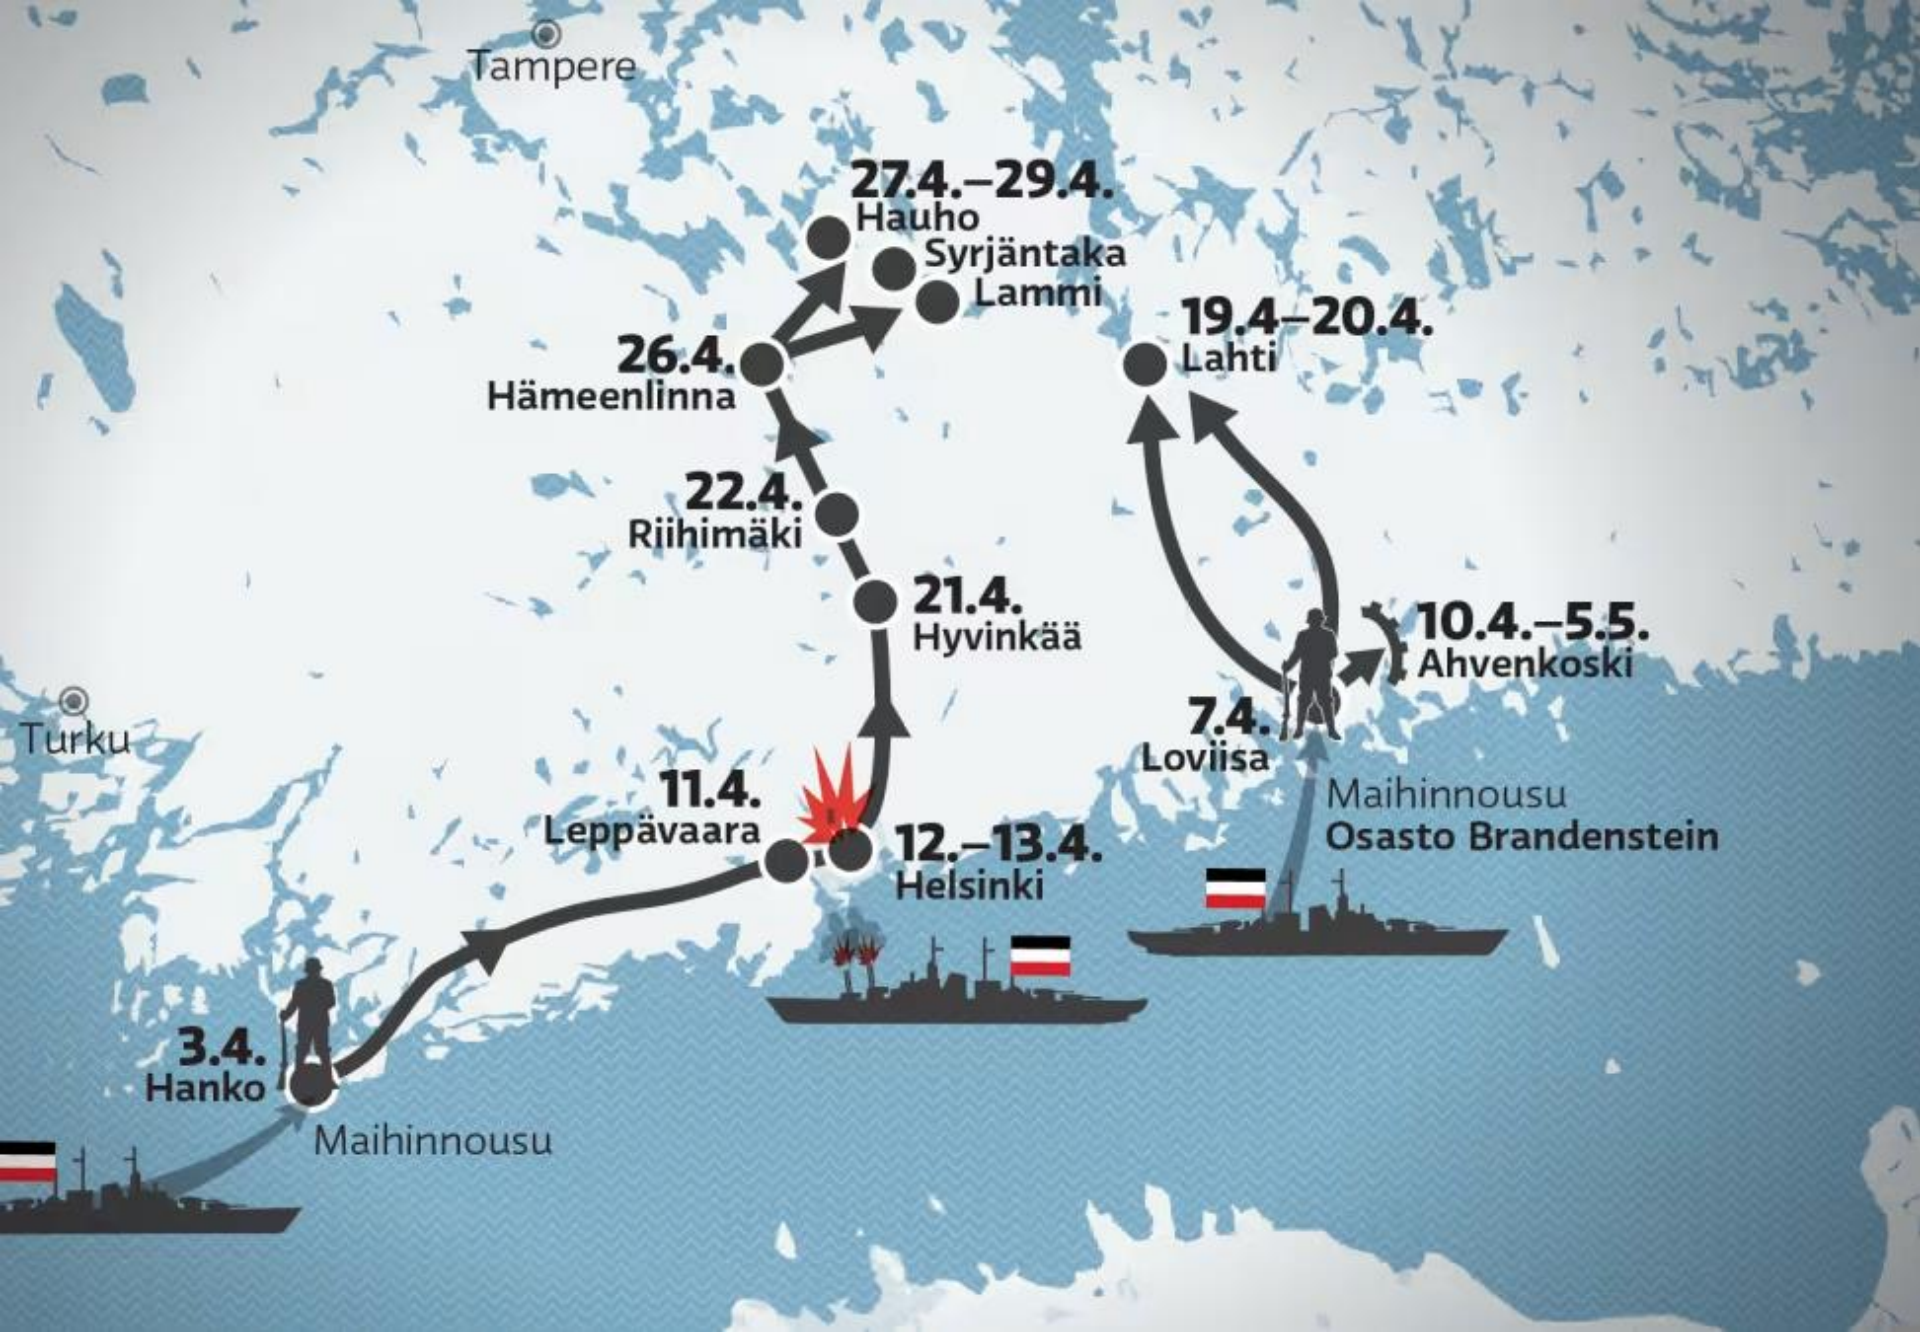 Tampere
27.4.–29.4.
Hauho
Syrjäntaka
Lammi
19.4–20.4.
Lahti
26.4.
Hämeenlinna
22.4.
Riihimäki
21.4.
Hyvinkää
10.4.–5.5.
Ahvenkoski
Turku
7.4.
Loviisa
11.4.
Leppävaara
Maihinnousu
Osasto Brandenstein
12.–13.4.
Helsinki
3.4.
Hanko
Maihinnousu